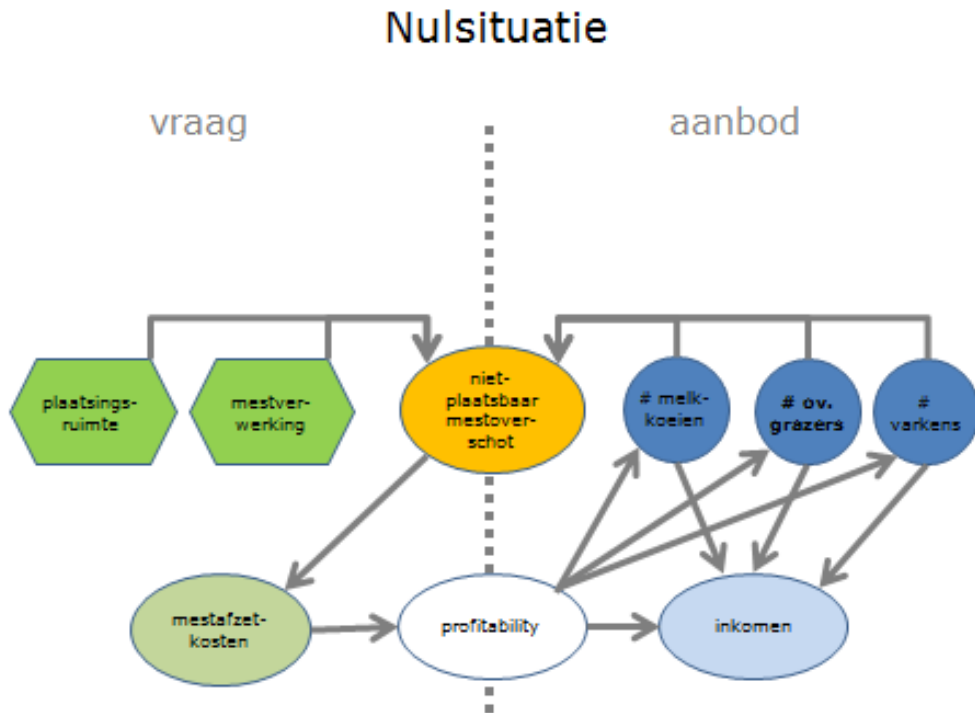 Nulsituatie
vraag
aanbod
plaatsings-
ruimte
mestver-
werking
niet-
plaatsbaar
mestover-
schot
# melk-
koeien
# ov.
grazers
#
varkens
mestafzet-
kosten
profitability
inkomen